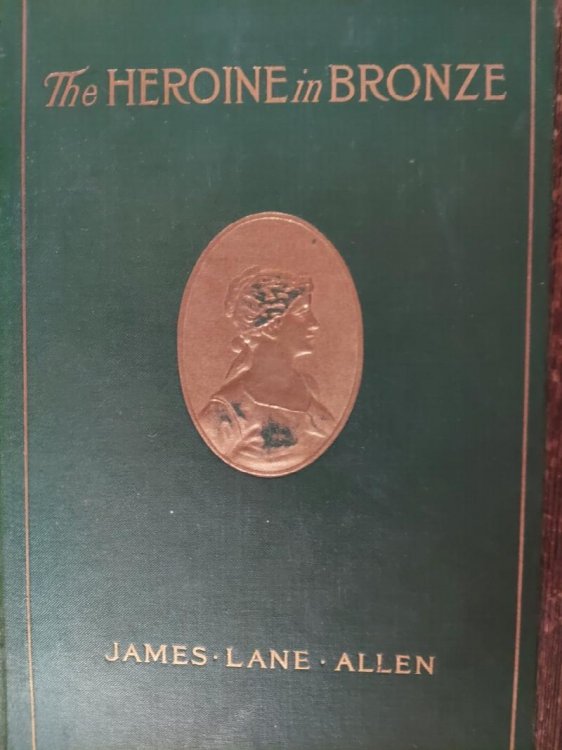 The HEROINE in BRONZE
JAMES · LANE · ALLEN